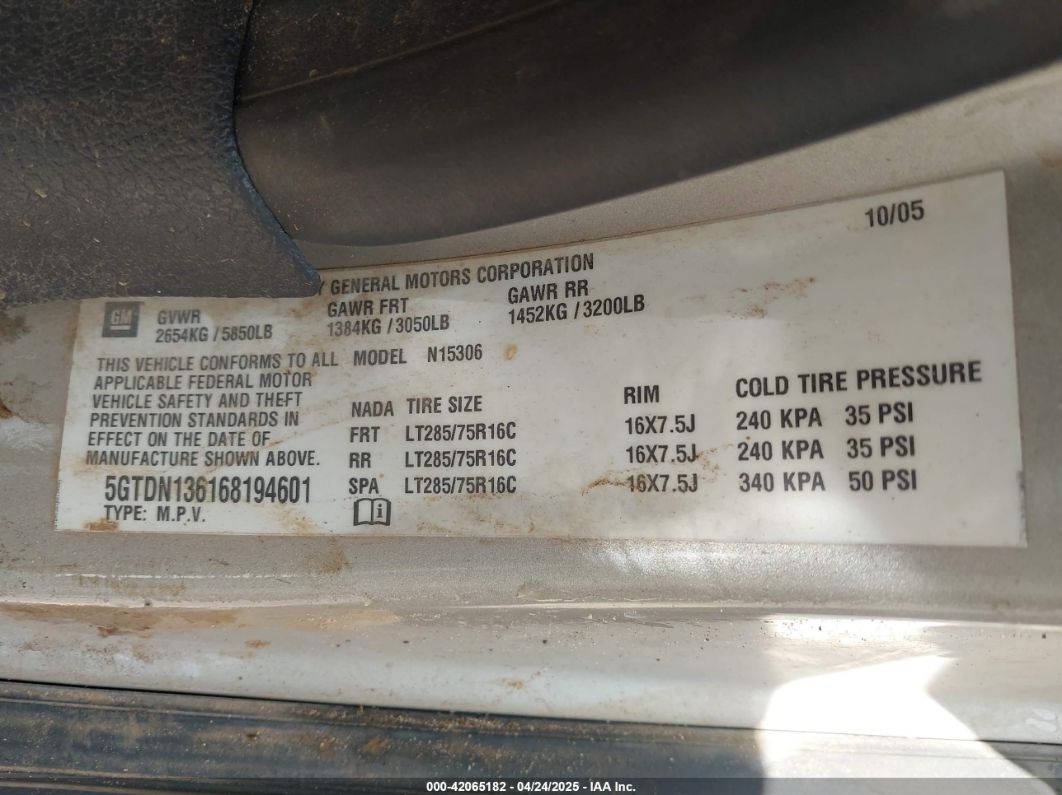 10/05
GENERAL MOTORS CORPORATION
GM
GVWR GAWR FRT GAWR RR
2654KG / 5850LB 1384KG / 3050LB 1452KG / 3200LB
THIS VEHICLE CONFORMS TO ALL
APPLICABLE FEDERAL MOTOR
VEHICLE SAFETY AND THEFT
PREVENTION STANDARDS IN
EFFECT ON THE DATE OF
MANUFACTURE SHOWN ABOVE.
5GTDN136168194601
TYPE: M.P.V.
MODEL N15306
NADA TIRE SIZE RIM COLD TIRE PRESSURE
FRT LT285/75R16C 16X7.5J 240 KPA 35 PSI
RR LT285/75R16C 16X7.5J 240 KPA 35 PSI
SPA LT285/75R16C 16X7.5J 340 KPA 50 PSI
i
000-42065182 - 04/24/2025 - IAA Inc.